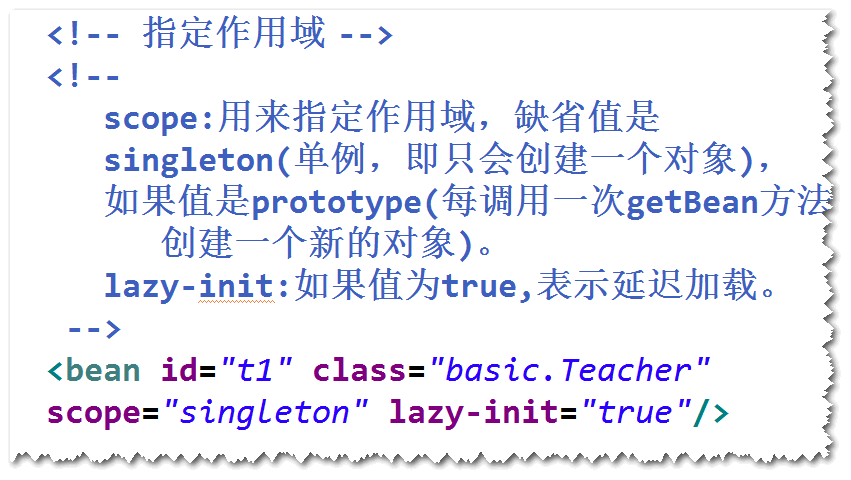 <!-- 指定作用域 -->
<!--
scope:用来指定作用域，缺省值是
singleton(单例，即只会创建一个对象)，
如果值是prototype(每调用一次getBean方法
创建一个新的对象)。
lazy-init:如果值为true,表示延迟加载。
-->
<bean id="t1" class="basic.Teacher"
scope="singleton" lazy-init="true"/>